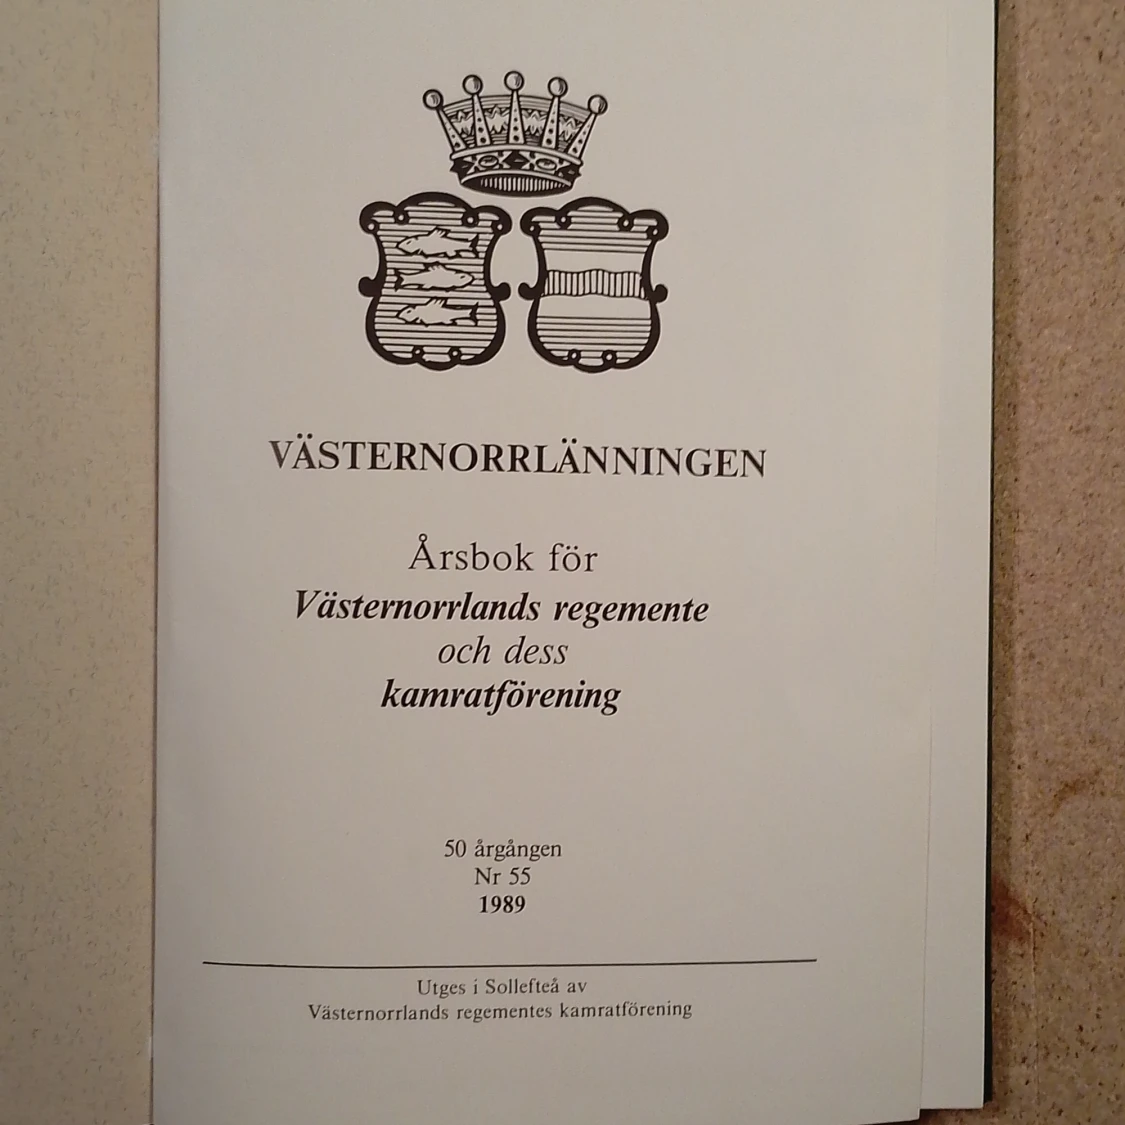 VÄSTERNORRLÄNNINGEN
Årsbok för
Västernorrlands regemente
och dess
kamratförening
50 årgången
Nr 55
1989
Utges i Sollefteå av
Västernorrlands regementes kamratförening